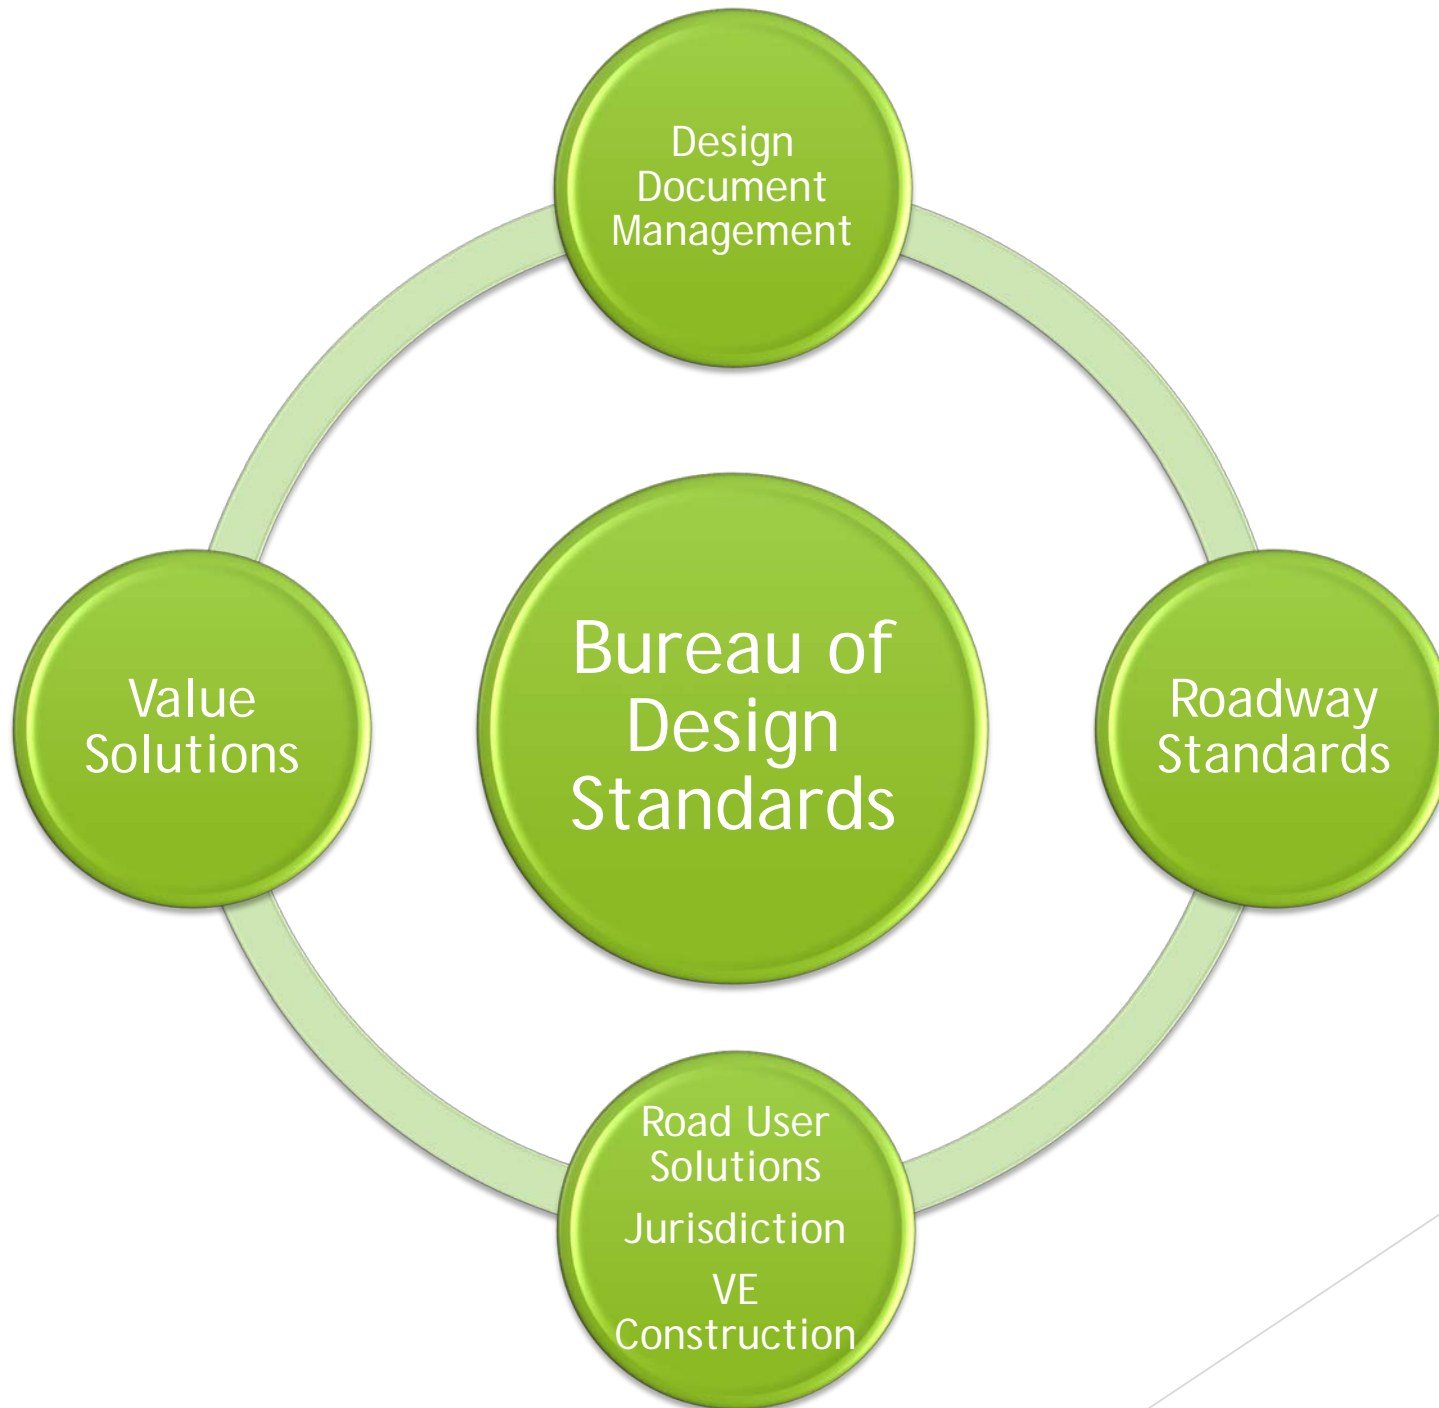 Design
Document
Management
Bureau of
Design
Standards
Value
Solutions
Roadway
Standards
Road User
Solutions
Jurisdiction
VE
Construction